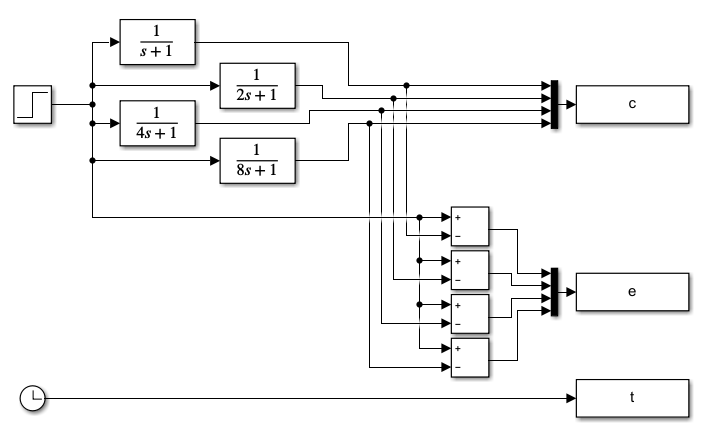 1
s + 1
1
2s + 1
1
4s + 1
1
8s + 1
c
+
−
+
−
e
+
−
+
−
t